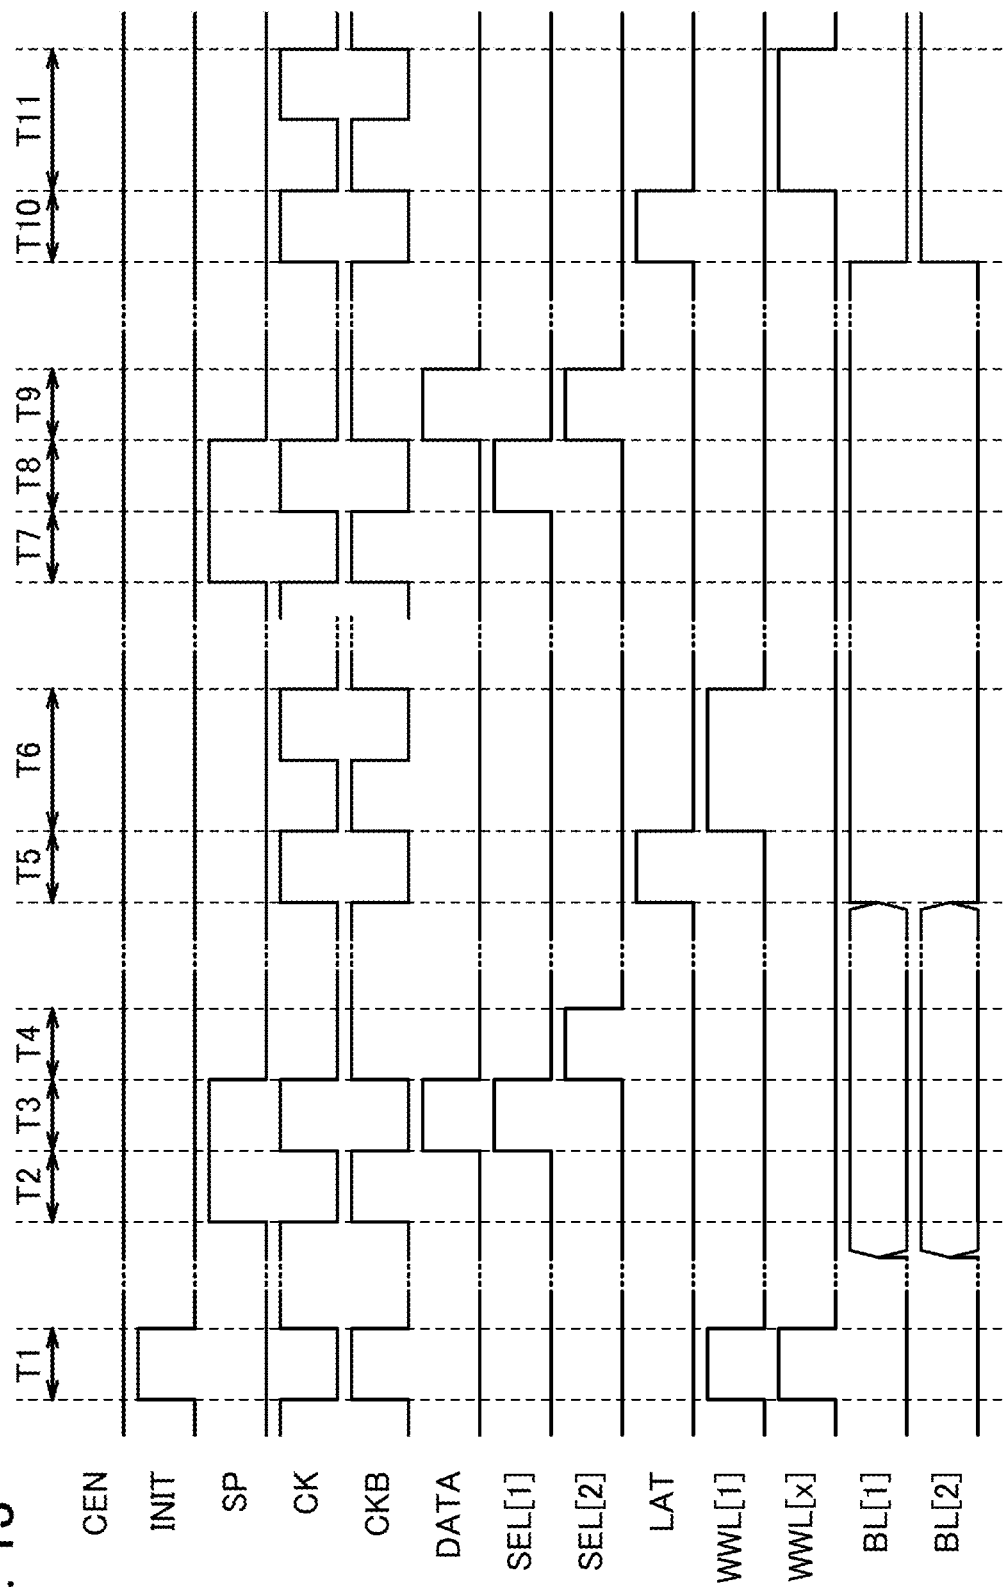 T1
T2
T3
T4
T5
T6
T7
T8
T9
T10
T11
CEN
INIT
SP
CK
CKB
DATA
SEL[1]
SEL[2]
LAT
WWL[1]
WWL[x]
BL[1]
BL[2]